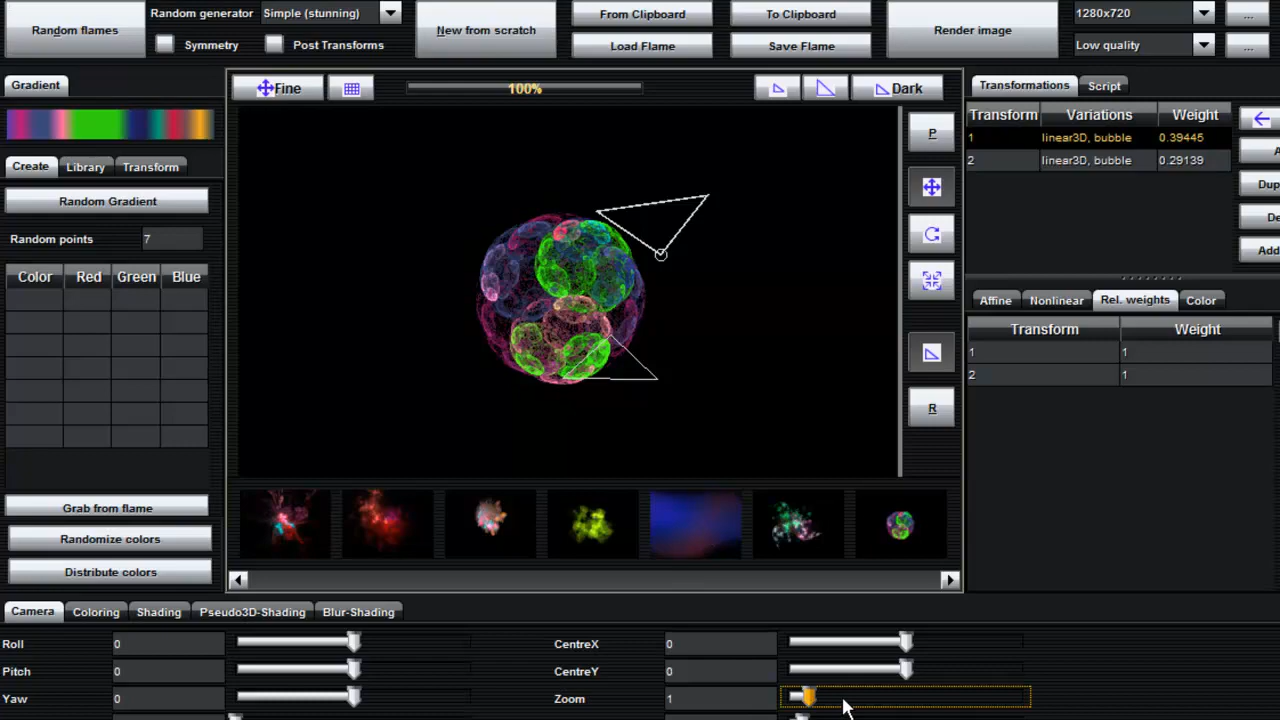 Random flames
Random generator Simple (stunning)
Symmetry Post Transforms
New from scratch
From Clipboard To Clipboard
Load Flame Save Flame
Render image
1280x720 ...
Low quality ...
Gradient
Create Library Transform
Random Gradient
Random points 7
Color Red Green Blue
Grab from flame
Randomize colors
Distribute colors
Fine 100% Dark
P
R
Transformations Script
Transform Variations Weight
1 linear3D, bubble 0.39445
2 linear3D, bubble 0.29139
A
Dup
De
Add
Affine Nonlinear Rel. weights Color
Transform Weight
1 1
2 1
Camera Coloring Shading Pseudo3D-Shading Blur-Shading
Roll 0 CentreX 0
Pitch 0 CentreY 0
Yaw 0 Zoom 1